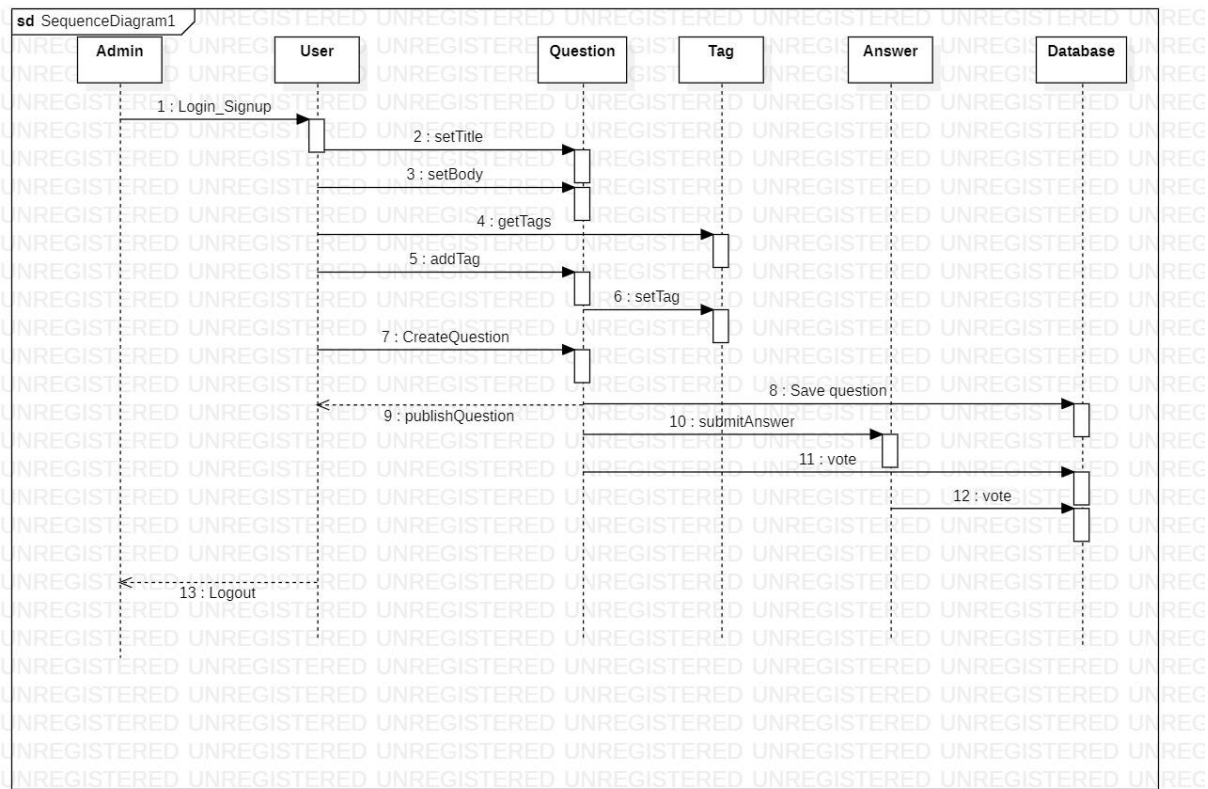 sd SequenceDiagram1
Admin
User
Question
Tag
Answer
Database
1 : Login_Signup
2 : setTitle
3 : setBody
4 : getTags
5 : addTag
6 : setTag
7 : CreateQuestion
8 : Save question
9 : publishQuestion
10 : submitAnswer
11 : vote
12 : vote
13 : Logout
UNREGISTERED